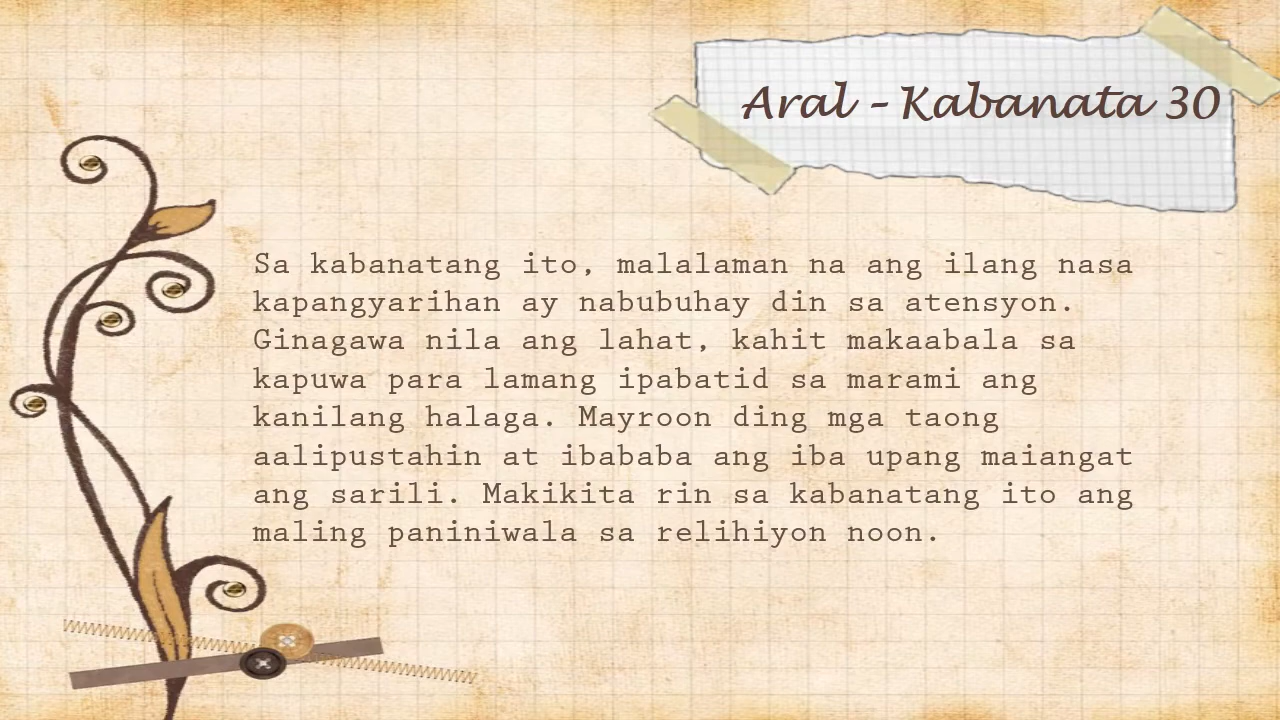 Aral – Kabanata 30
Sa kabanatang ito, malalaman na ang ilang nasa
kapangyarihan ay nabubuhay din sa atensyon.
Ginagawa nila ang lahat, kahit makaabala sa
kapuwa para lamang ipabatid sa marami ang
kanilang halaga. Mayroon ding mga taong
aalipustahin at ibababa ang iba upang maiangat
ang sarili. Makikita rin sa kabanatang ito ang
maling paniniwala sa relihiyon noon.